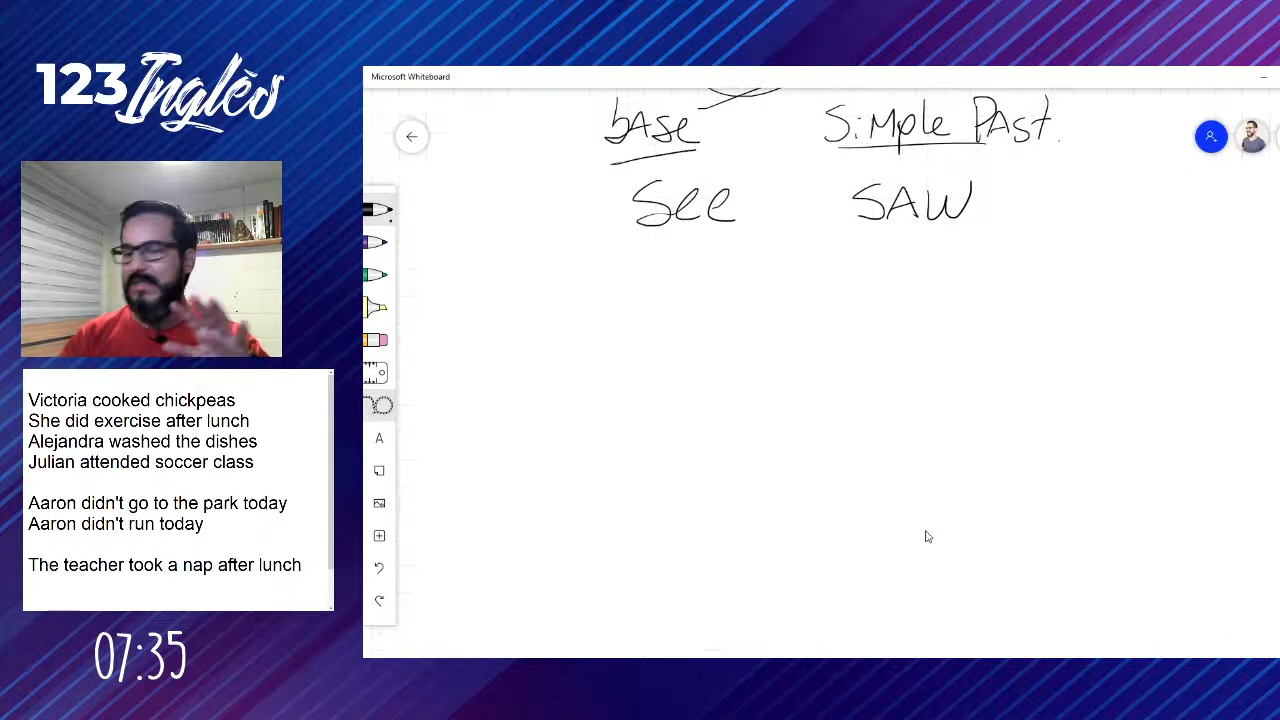 123 Inglès
Microsoft Whiteboard
bAse SiMple PAst.
See SAW
A
Victoria cooked chickpeas
She did exercise after lunch
Alejandra washed the dishes
Julian attended soccer class
Aaron didn't go to the park today
Aaron didn't run today
The teacher took a nap after lunch
07:35